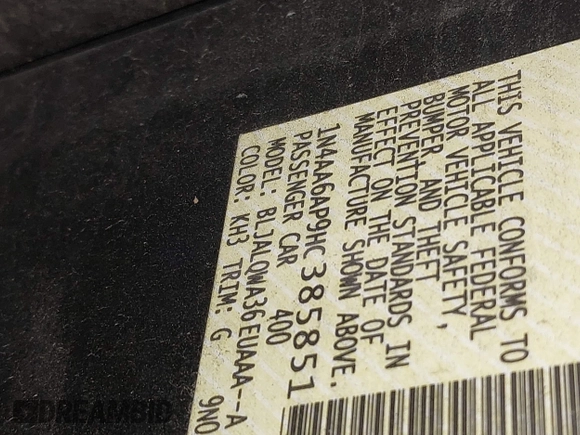 THIS VEHICLE CONFORMS TO
ALL APPLICABLE FEDERAL
MOTOR VEHICLE SAFETY,
BUMPER, AND THEFT
PREVENTION STANDARDS IN
EFFECT ON THE DATE OF
MANUFACTURE SHOWN ABOVE.
1N4AA6AP9HC385851
PASSENGER CAR 400
MODEL: BLJALQWA36EUAAA--A
COLOR: KH3 TRIM: G 9N0
DREAMBID